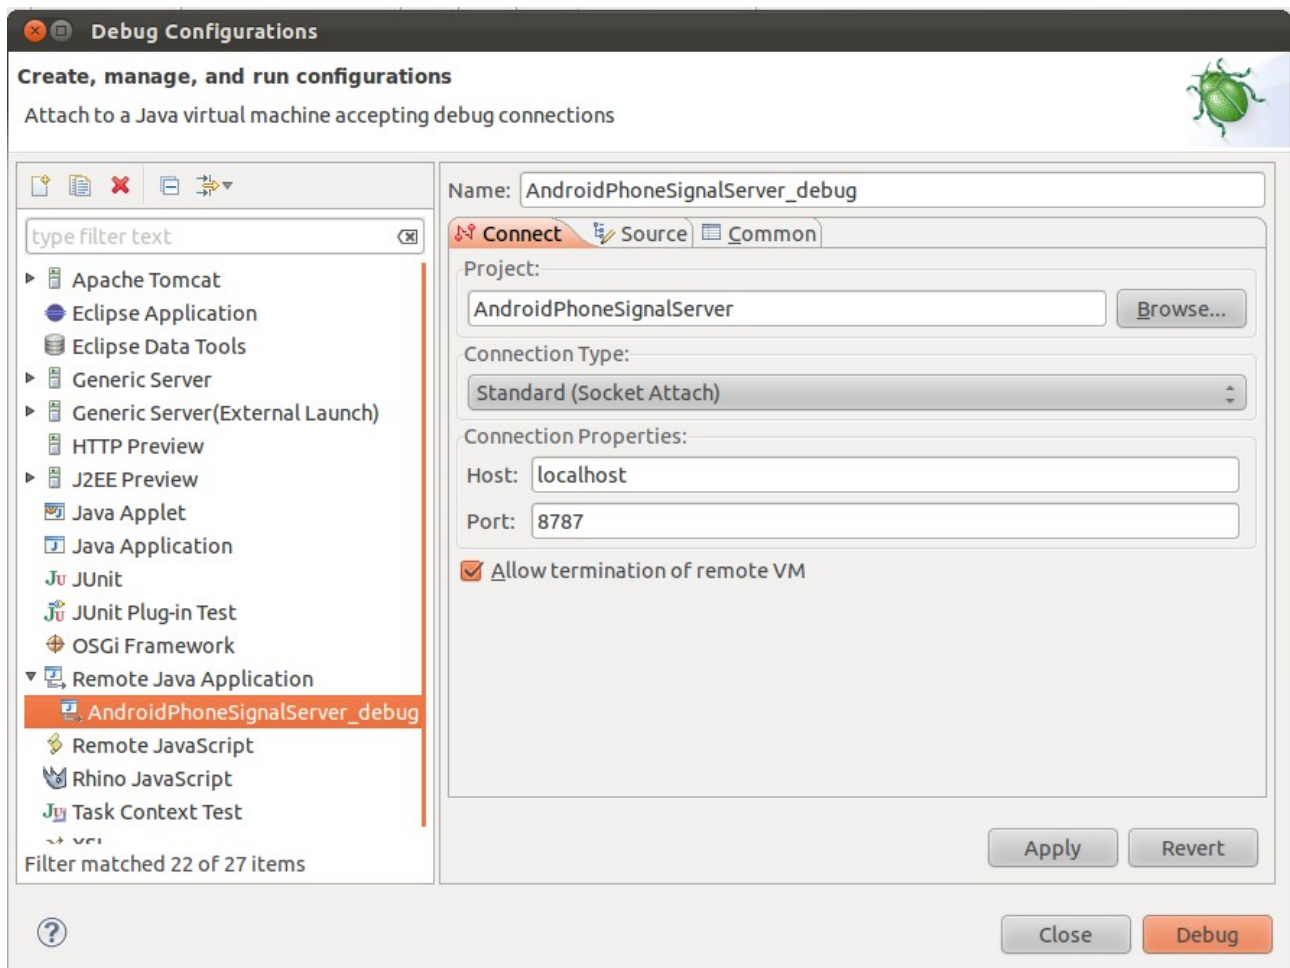 Debug Configurations
Create, manage, and run configurations
Attach to a Java virtual machine accepting debug connections
type filter text
Apache Tomcat
Eclipse Application
Eclipse Data Tools
Generic Server
Generic Server(External Launch)
HTTP Preview
J2EE Preview
Java Applet
Java Application
JUnit
JUnit Plug-in Test
OSGi Framework
Remote Java Application
AndroidPhoneSignalServer_debug
Remote JavaScript
Rhino JavaScript
Task Context Test
Filter matched 22 of 27 items
Name: AndroidPhoneSignalServer_debug
Connect Source Common
Project:
AndroidPhoneSignalServer Browse...
Connection Type:
Standard (Socket Attach)
Connection Properties:
Host: localhost
Port: 8787
Allow termination of remote VM
Apply Revert
Close Debug